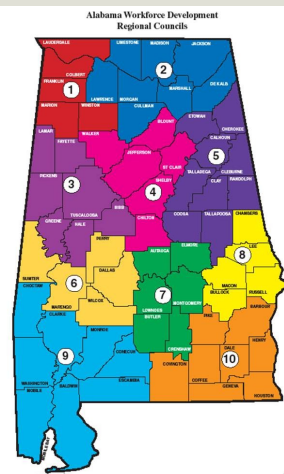 Alabama Workforce Development
Regional Councils
LAUDERDALE
LIMESTONE
MADISON
JACKSON
COLBERT
FRANKLIN
1
2
LAWRENCE
MORGAN
MARSHALL
DE KALB
MARION
WINSTON
CULLMAN
ETOWAH
CHEROKEE
LAMAR
FAYETTE
WALKER
BLOUNT
CALHOUN
JEFFERSON
ST CLAIR
5
CLEBURNE
TALLADEGA
RANDOLPH
CLAY
PICKENS
3
TUSCALOOSA
SHELBY
4
BIBB
GREENE
HALE
CHILTON
COOSA
TALLAPOOSA
CHAMBERS
PERRY
AUTAUGA
ELMORE
LEE
8
SUMTER
DALLAS
6
7
MACON
RUSSELL
BULLOCK
CHOCTAW
MARENGO
WILCOX
LOWNDES
MONTGOMERY
CLARKE
BUTLER
PIKE
BARBOUR
MONROE
CRENSHAW
9
CONECUH
DALE
HENRY
10
COVINGTON
COFFEE
WASHINGTON
MOBILE
BALDWIN
ESCAMBIA
GENEVA
HOUSTON